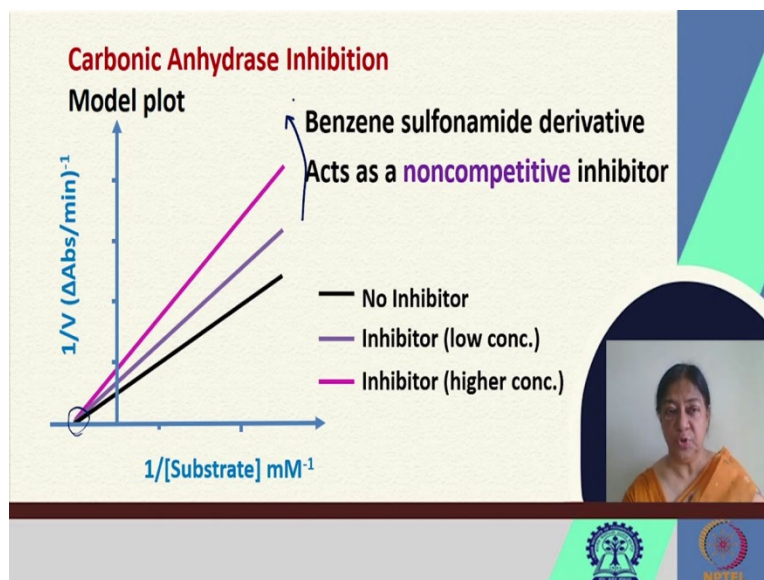 Carbonic Anhydrase Inhibition
Model plot
Benzene sulfonamide derivative
Acts as a noncompetitive inhibitor
1/V (ΔAbs/min)⁻¹
No Inhibitor
Inhibitor (low conc.)
Inhibitor (higher conc.)
1/[Substrate] mM⁻¹
NPTEL